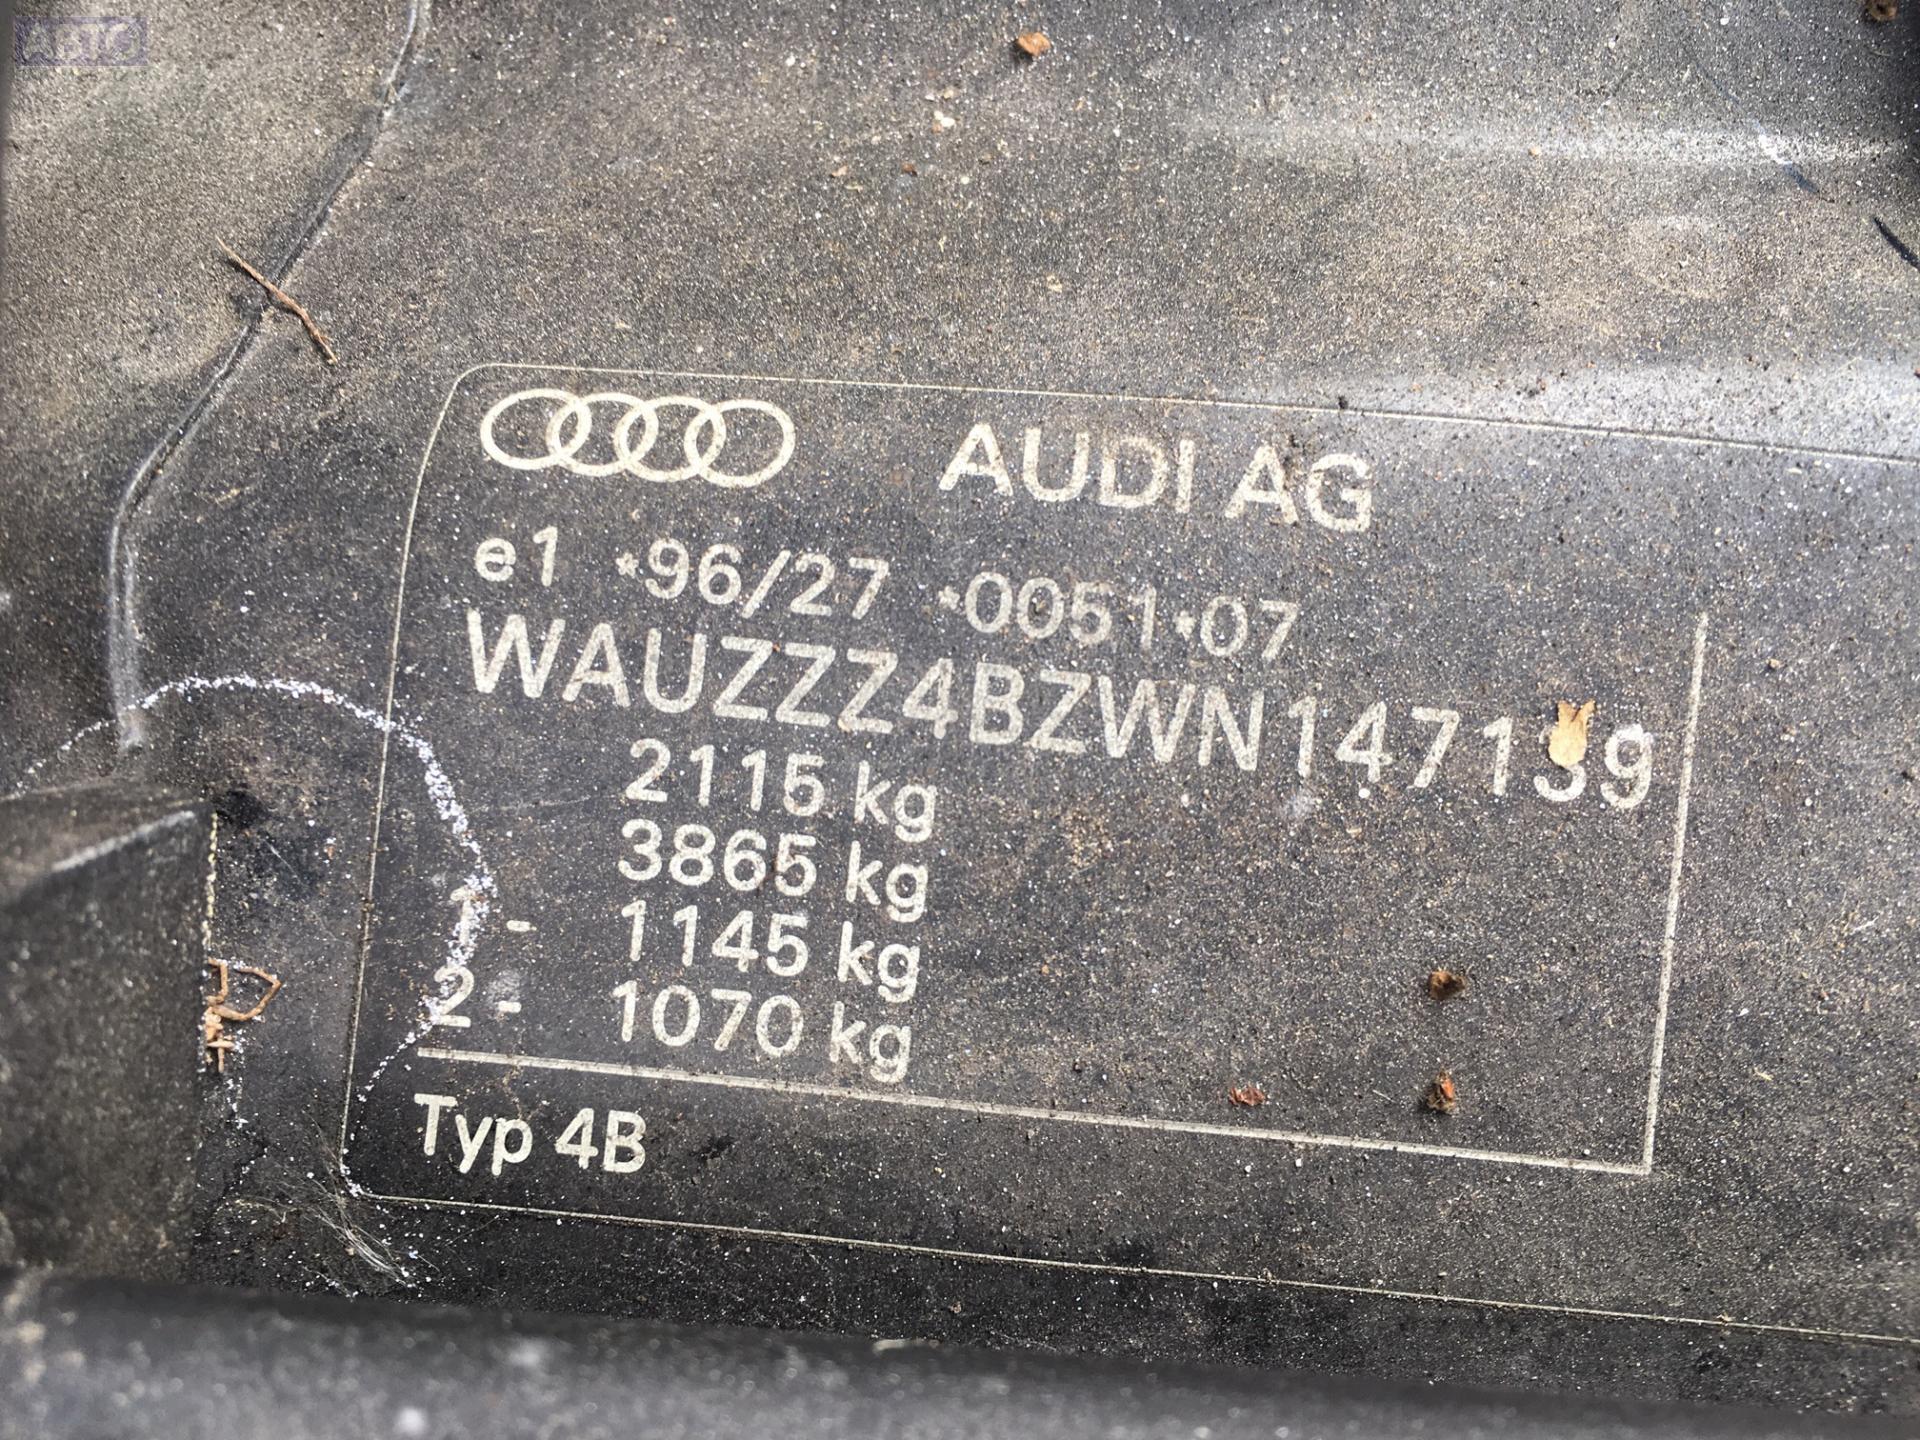 АВТО
AUDI AG
e1 *96/27 *0051*07
WAUZZZ4BZWN147139
2115 kg
3865 kg
1 - 1145 kg
2 - 1070 kg
Typ 4B